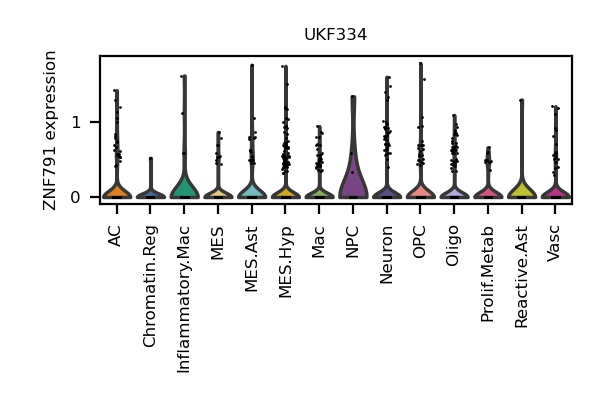 UKF334
ZNF791 expression
1
0
AC
Chromatin.Reg
Inflammatory.Mac
MES
MES.Ast
MES.Hyp
Mac
NPC
Neuron
OPC
Oligo
Prolif.Metab
Reactive.Ast
Vasc